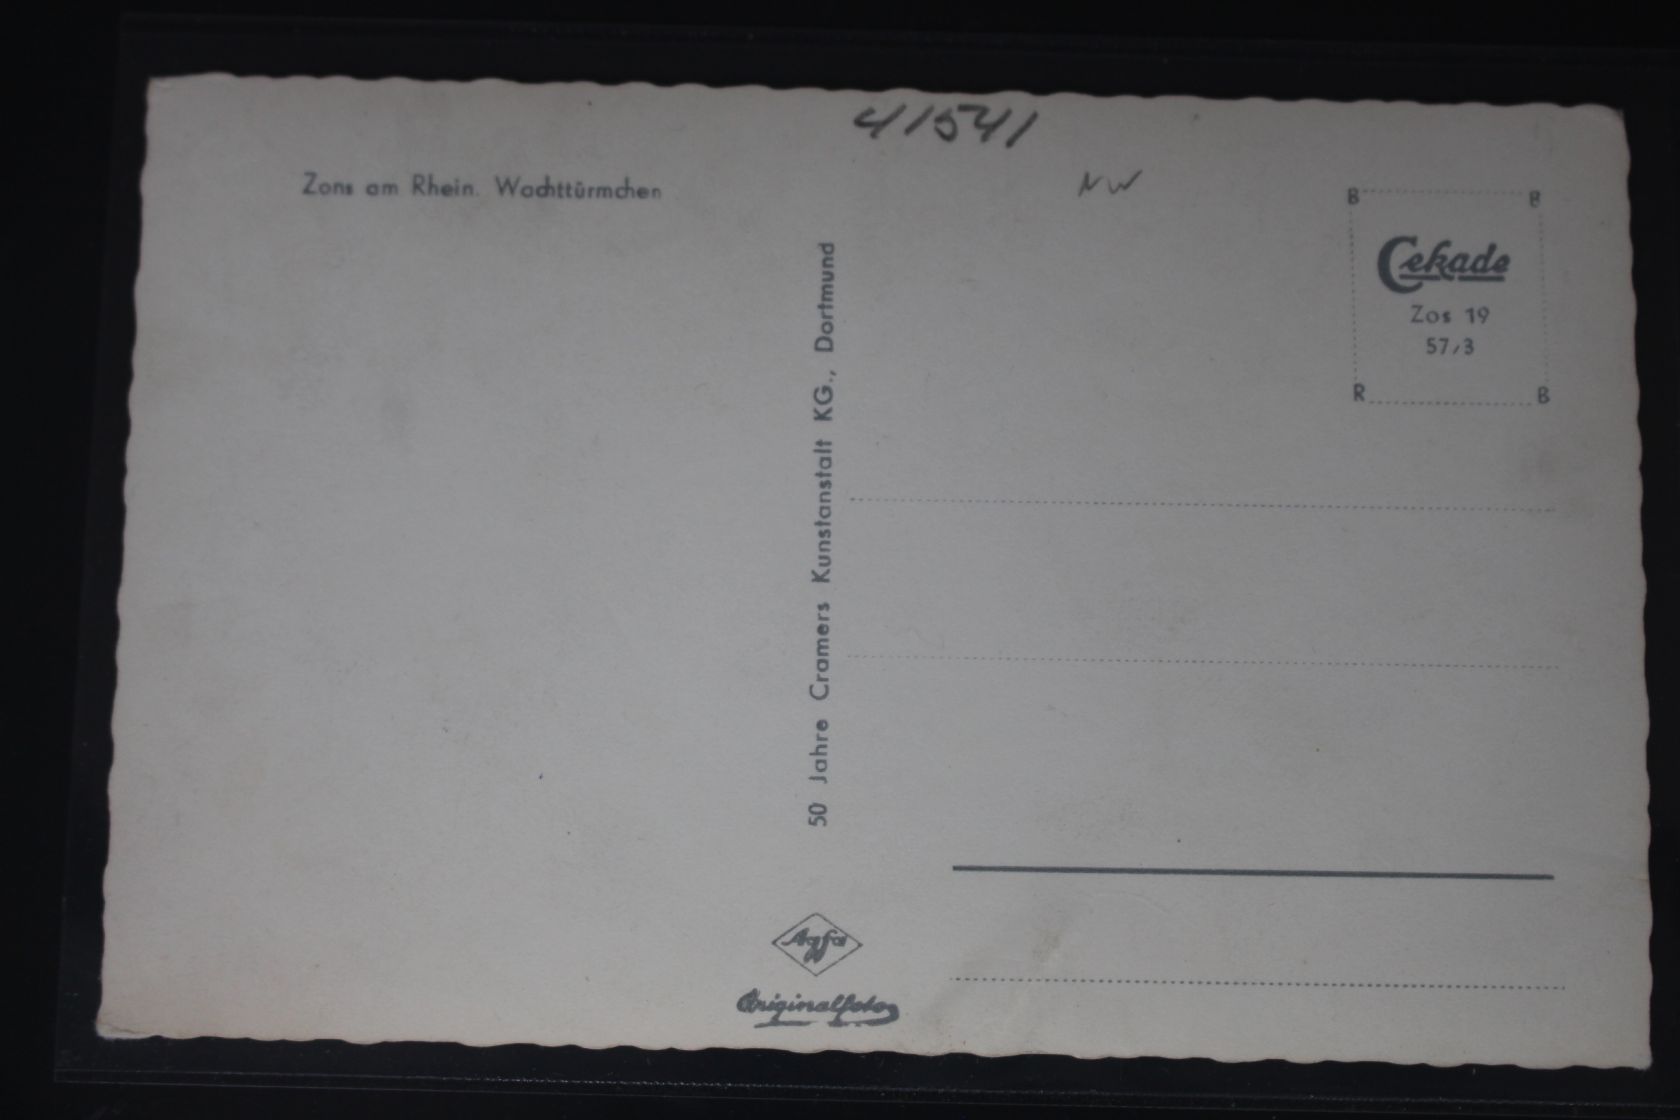 41541
NW
Zons am Rhein. Wachttürmchen
B B
Cekade
Zos 19
57/3
R B
50 Jahre Cramers Kunstanstalt KG., Dortmund
Agfa
Originalfoto